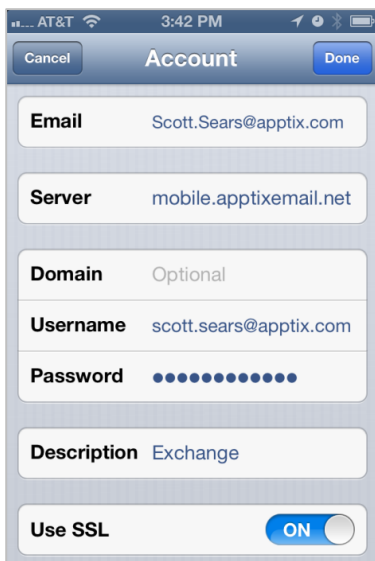 AT&T 3:42 PM
Cancel Account Done
Email Scott.Sears@apptix.com
Server mobile.apptixemail.net
Domain Optional
Username scott.sears@apptix.com
Password ●●●●●●●●●●●●
Description Exchange
Use SSL ON